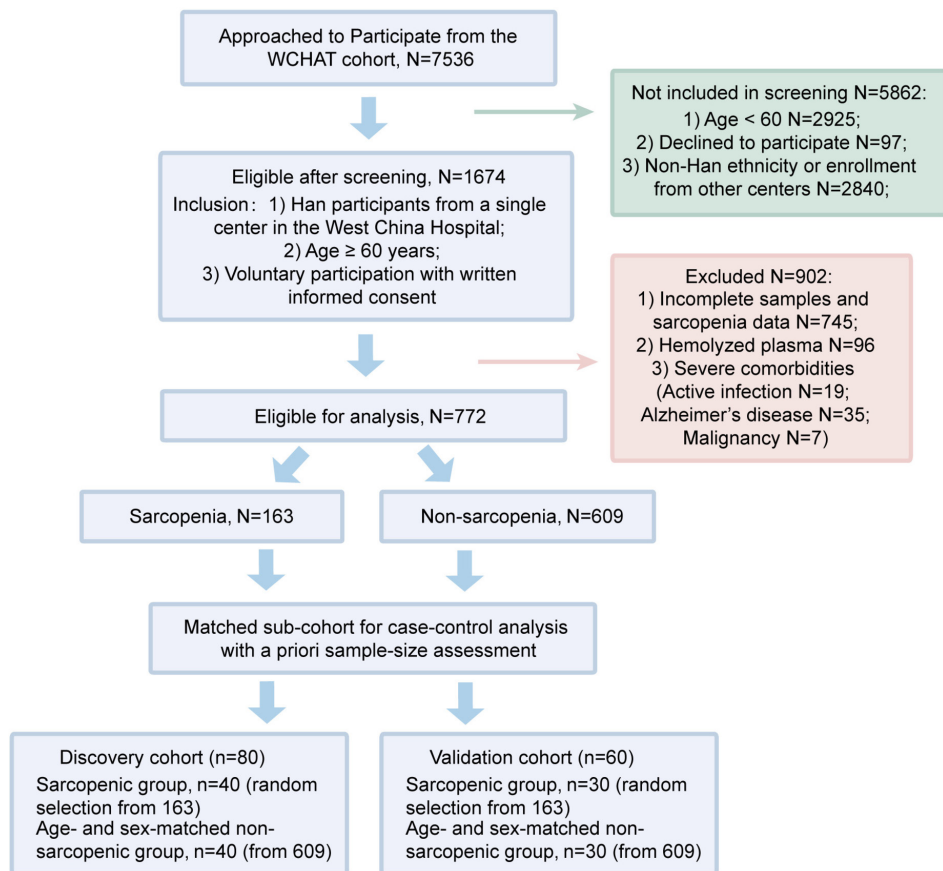 Approached to Participate from the
WCHAT cohort, N=7536
Not included in screening N=5862:
1) Age < 60 N=2925;
2) Declined to participate N=97;
3) Non-Han ethnicity or enrollment
from other centers N=2840;
Eligible after screening, N=1674
Inclusion: 1) Han participants from a single
center in the West China Hospital;
2) Age ≥ 60 years;
3) Voluntary participation with written
informed consent
Excluded N=902:
1) Incomplete samples and
sarcopenia data N=745;
2) Hemolyzed plasma N=96
3) Severe comorbidities
(Active infection N=19;
Alzheimer's disease N=35;
Malignancy N=7)
Eligible for analysis, N=772
Sarcopenia, N=163
Non-sarcopenia, N=609
Matched sub-cohort for case-control analysis
with a priori sample-size assessment
Discovery cohort (n=80)
Sarcopenic group, n=40 (random
selection from 163)
Age- and sex-matched non-
sarcopenic group, n=40 (from 609)
Validation cohort (n=60)
Sarcopenic group, n=30 (random
selection from 163)
Age- and sex-matched non-
sarcopenic group, n=30 (from 609)